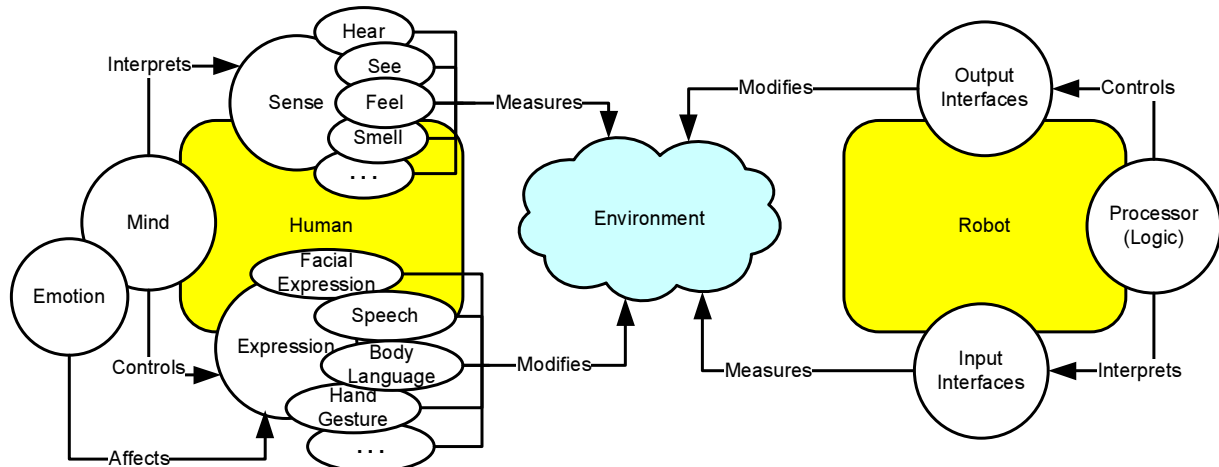 Hear
Interprets
See
Sense
Feel
Measures
Smell
. . .
Mind
Human
Emotion
Facial
Expression
Speech
Expression
Body
Language
Controls
Modifies
Hand
Gesture
. . .
Affects
Environment
Modifies
Output
Interfaces
Controls
Robot
Processor
(Logic)
Measures
Input
Interfaces
Interprets